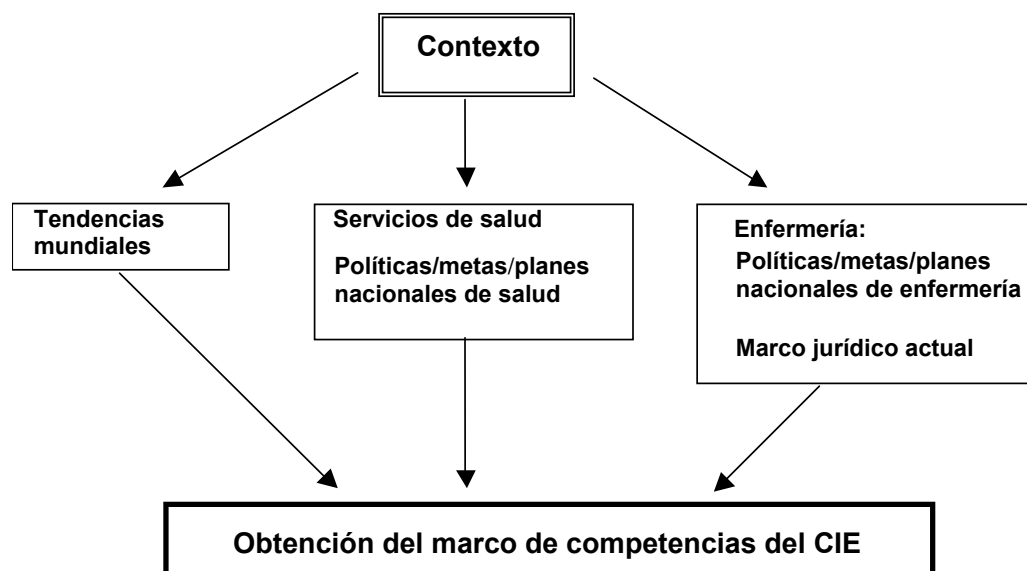 Contexto
Tendencias
mundiales
Servicios de salud
Políticas/metas/planes
nacionales de salud
Enfermería:
Políticas/metas/planes
nacionales de enfermería
Marco jurídico actual
Obtención del marco de competencias del CIE